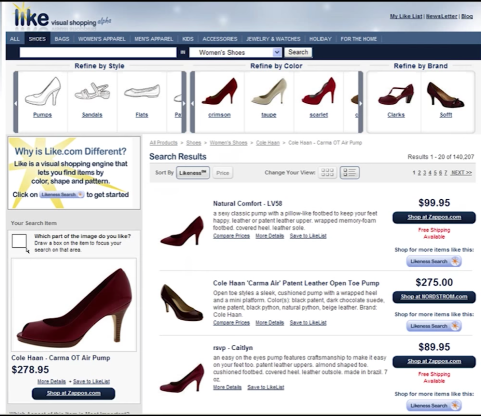 like visual shopping alpha
My Like List | NewsLetter | Blog
ALL SHOES BAGS WOMEN'S APPAREL MEN'S APPAREL KIDS ACCESSORIES JEWELRY & WATCHES HOLIDAY FOR THE HOME
in Women's Shoes Search
Refine by Style Refine by Color Refine by Brand
Pumps Sandals Flats Pa crimson taupe scarlet c Clarks Sofft
Why is Like.com Different?
Like is a visual shopping engine that
lets you find items by
color, shape and pattern.
Click on Likeness Search to get started
Your Search Item
Which part of the image do you like?
Draw a box on the item to focus your
search on that area.
Cole Haan - Carma OT Air Pump
$278.95
More Details + Save to LikeList
Shop at Zappos.com
All Products > Shoes > Women's Shoes > Cole Haan > Cole Haan - Carma OT Air Pump
Search Results
Results 1 - 20 of 140,207
Sort By Likeness Price Change Your View:
1 2 3 4 5 6 7 NEXT >>
Natural Comfort - LV58
a sexy classic pump with a pillow-like footbed to keep your feet
happy. leather or patent leather upper. wrapped memory-foam
footbed. covered heel. leather sole.
Compare Prices More Details Save to LikeList
$99.95
Shop at Zappos.com
Free Shipping
Available
Shop for more items like this:
Likeness Search
Cole Haan 'Carma Air' Patent Leather Open Toe Pump
Open toe styles a sleek, cushioned pump with a wrapped heel
and a mini platform. Color(s): black patent, dark chocolate suede,
wine patent, black python, natural python, beige leather. Brand:
Cole Haan.
Compare Prices More Details Save to LikeList
$275.00
Shop at NORDSTROM.com
Shop for more items like this:
Likeness Search
rsvp - Caitlyn
an easy on the eyes pump features craftsmanship to make it easy
on your feet too. patent leather uppers. almond shaped toe.
cushioned footbed. covered heel. leather outsole. made in brazil. 7
oz.
More Details Save to LikeList
$89.95
Shop at Zappos.com
Free Shipping
Available
Shop for more items like this:
Likeness Search